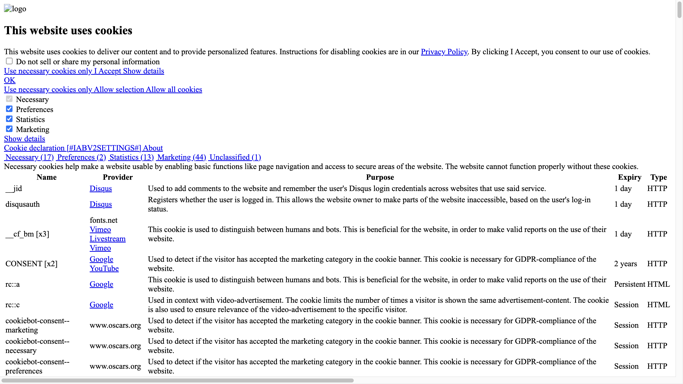 logo
This website uses cookies
This website uses cookies to deliver our content and to provide personalized features. Instructions for disabling cookies are in our Privacy Policy. By clicking I Accept, you consent to our use of cookies.
Do not sell or share my personal information
Use necessary cookies only I Accept Show details
OK
Use necessary cookies only Allow selection Allow all cookies
Necessary
Preferences
Statistics
Marketing
Show details
Cookie declaration [#IABV2SETTINGS#] About
Necessary (17) Preferences (2) Statistics (13) Marketing (44) Unclassified (1)
Necessary cookies help make a website usable by enabling basic functions like page navigation and access to secure areas of the website. The website cannot function properly without these cookies.
Name Provider Purpose Expiry Type
__jid Disqus Used to add comments to the website and remember the user's Disqus login credentials across websites that use said service. 1 day HTTP
disqusauth Disqus Registers whether the user is logged in. This allows the website owner to make parts of the website inaccessible, based on the user's log-in
status. 1 day HTTP
fonts.net
Vimeo
Livestream
Vimeo
__cf_bm [x3] This cookie is used to distinguish between humans and bots. This is beneficial for the website, in order to make valid reports on the use of their
website. 1 day HTTP
CONSENT [x2] Google
YouTube
Used to detect if the visitor has accepted the marketing category in the cookie banner. This cookie is necessary for GDPR-compliance of the
website. 2 years HTTP
rc::a Google This cookie is used to distinguish between humans and bots. This is beneficial for the website, in order to make valid reports on the use of their
website. Persistent HTML
rc::c Google Used in context with video-advertisement. The cookie limits the number of times a visitor is shown the same advertisement-content. The cookie
is also used to ensure relevance of the video-advertisement to the specific visitor. Session HTML
cookiebot-consent--
marketing www.oscars.org Used to detect if the visitor has accepted the marketing category in the cookie banner. This cookie is necessary for GDPR-compliance of the
website. Session HTTP
cookiebot-consent--
necessary www.oscars.org Used to detect if the visitor has accepted the marketing category in the cookie banner. This cookie is necessary for GDPR-compliance of the
website. Session HTTP
cookiebot-consent--
preferences www.oscars.org Used to detect if the visitor has accepted the marketing category in the cookie banner. This cookie is necessary for GDPR-compliance of the
website. Session HTTP